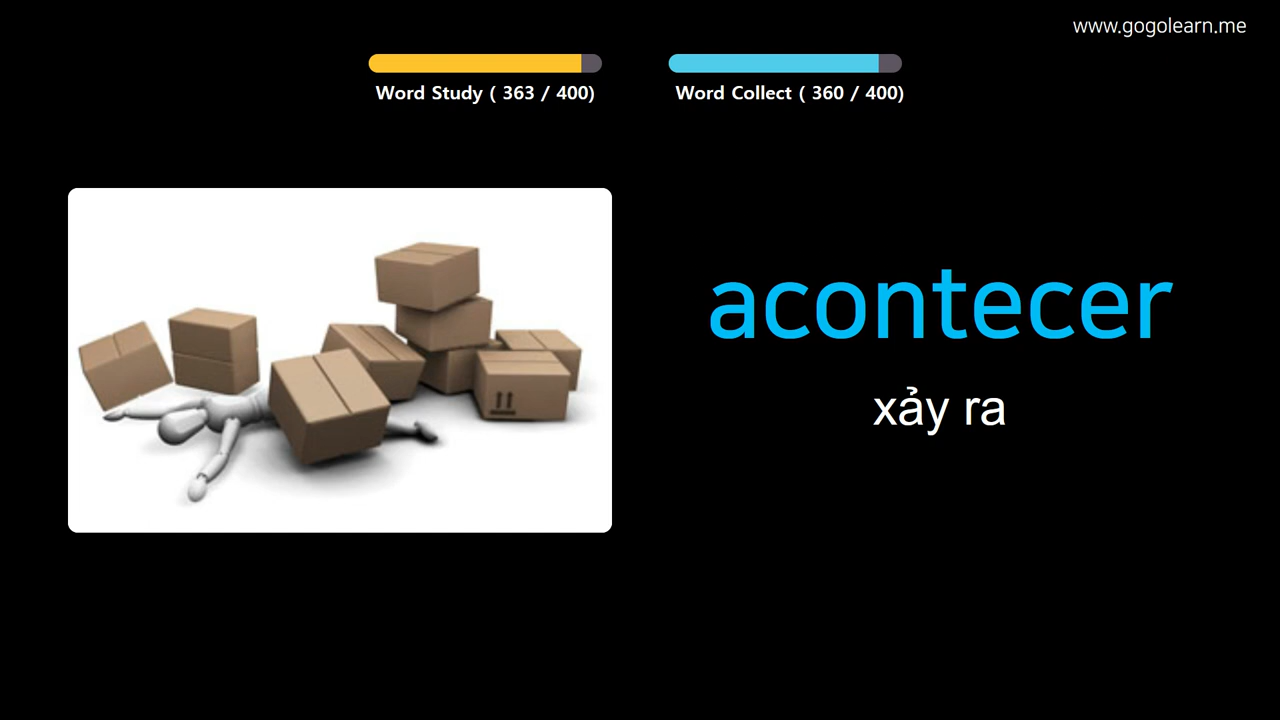 www.gogolearn.me
Word Study ( 363 / 400)
Word Collect ( 360 / 400)
acontecer
xảy ra